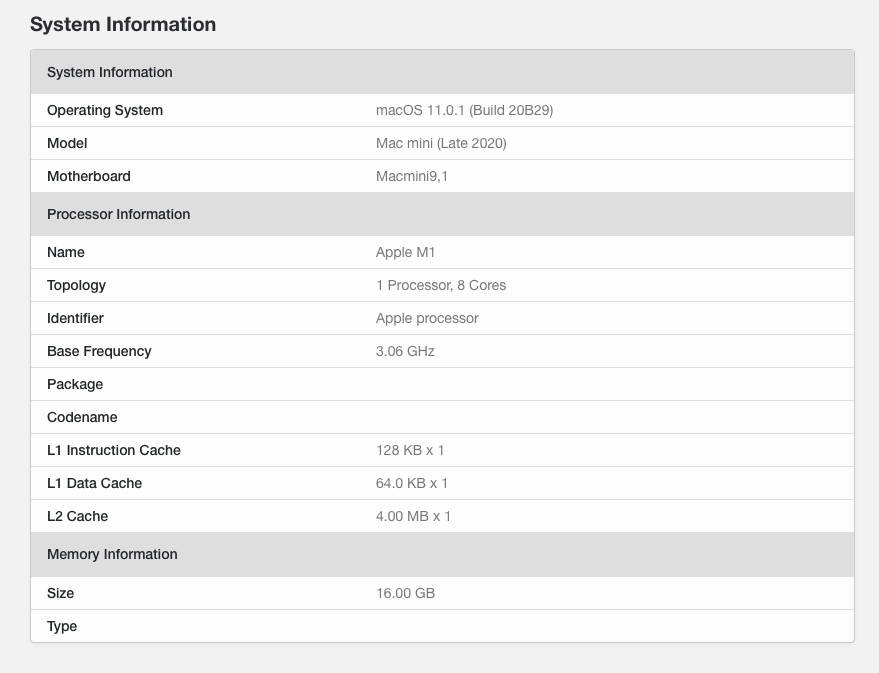 System Information
System Information
Operating System macOS 11.0.1 (Build 20B29)
Model Mac mini (Late 2020)
Motherboard Macmini9,1
Processor Information
Name Apple M1
Topology 1 Processor, 8 Cores
Identifier Apple processor
Base Frequency 3.06 GHz
Package
Codename
L1 Instruction Cache 128 KB x 1
L1 Data Cache 64.0 KB x 1
L2 Cache 4.00 MB x 1
Memory Information
Size 16.00 GB
Type